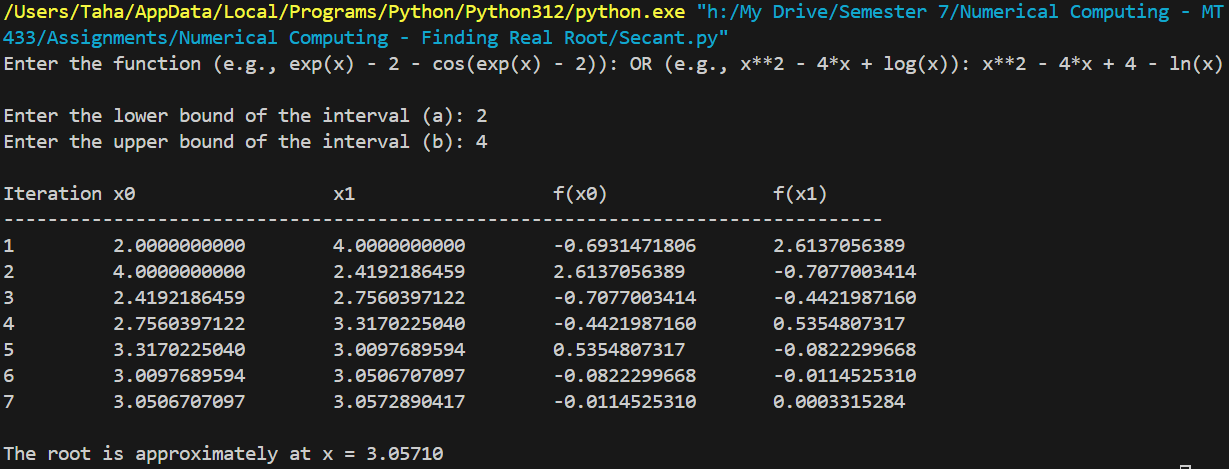 /Users/Taha/AppData/Local/Programs/Python/Python312/python.exe "h:/My Drive/Semester 7/Numerical Computing - MT
433/Assignments/Numerical Computing - Finding Real Root/Secant.py"
Enter the function (e.g., exp(x) - 2 - cos(exp(x) - 2)): OR (e.g., x**2 - 4*x + log(x)): x**2 - 4*x + 4 - ln(x)
Enter the lower bound of the interval (a): 2
Enter the upper bound of the interval (b): 4
Iteration x0 x1 f(x0) f(x1)
--------------------------------------------------------------------------------
1 2.0000000000 4.0000000000 -0.6931471806 2.6137056389
2 4.0000000000 2.4192186459 2.6137056389 -0.7077003414
3 2.4192186459 2.7560397122 -0.7077003414 -0.4421987160
4 2.7560397122 3.3170225040 -0.4421987160 0.5354807317
5 3.3170225040 3.0097689594 0.5354807317 -0.0822299668
6 3.0097689594 3.0506707097 -0.0822299668 -0.0114525310
7 3.0506707097 3.0572890417 -0.0114525310 0.0003315284
The root is approximately at x = 3.05710